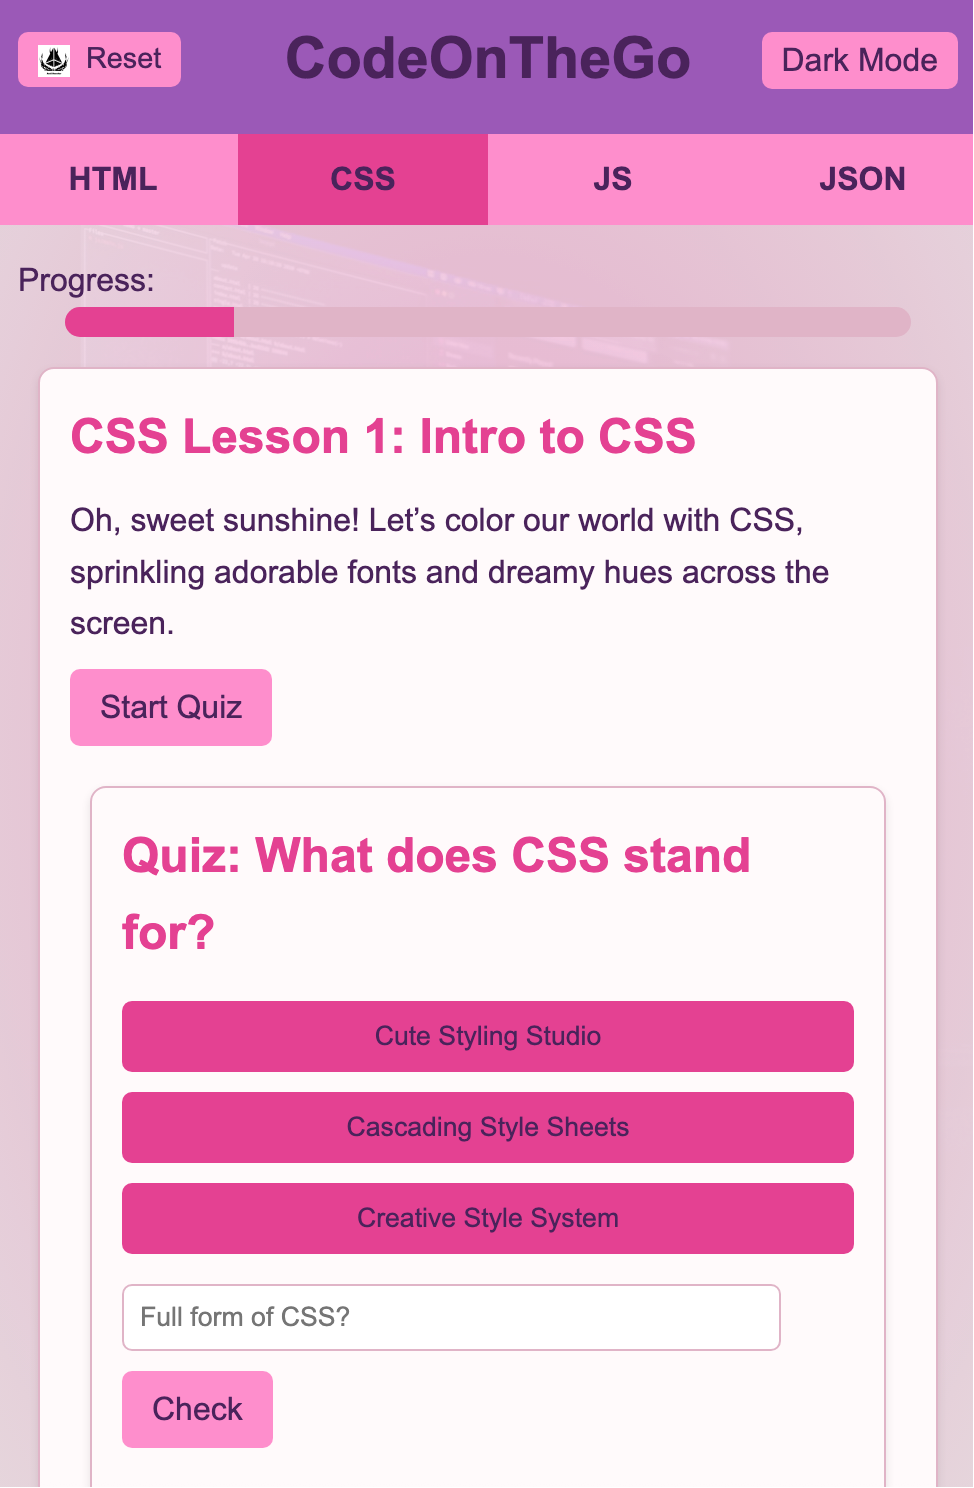 Reset
CodeOnTheGo
Dark Mode
HTML
CSS
JS
JSON
Progress:
CSS Lesson 1: Intro to CSS
Oh, sweet sunshine! Let’s color our world with CSS,
sprinkling adorable fonts and dreamy hues across the
screen.
Start Quiz
Quiz: What does CSS stand
for?
Cute Styling Studio
Cascading Style Sheets
Creative Style System
Full form of CSS?
Check